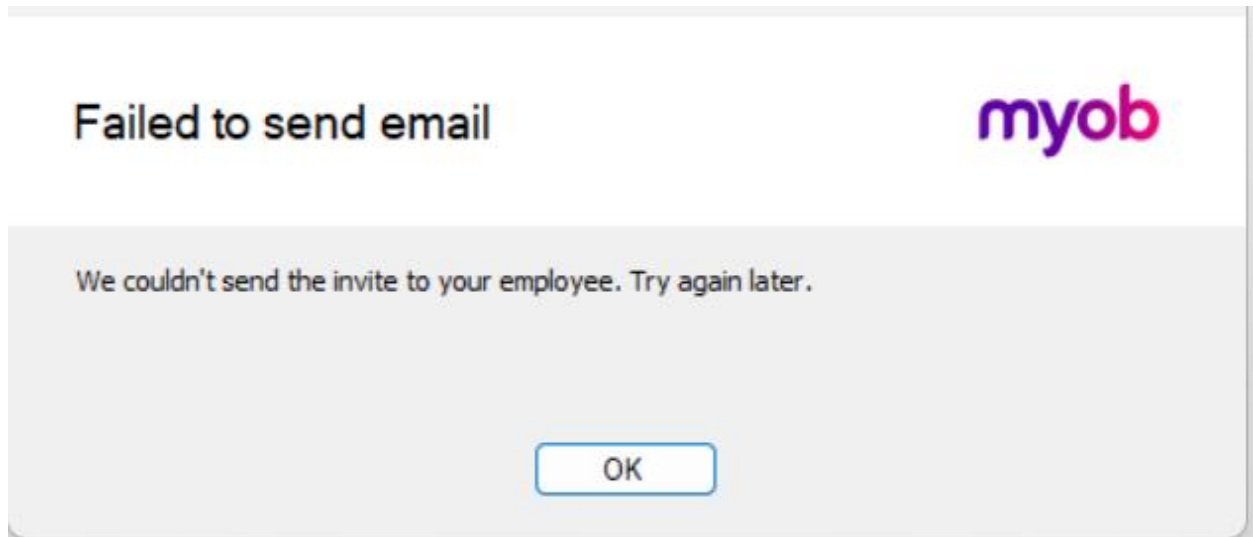 Failed to send email
myob
We couldn't send the invite to your employee. Try again later.
OK